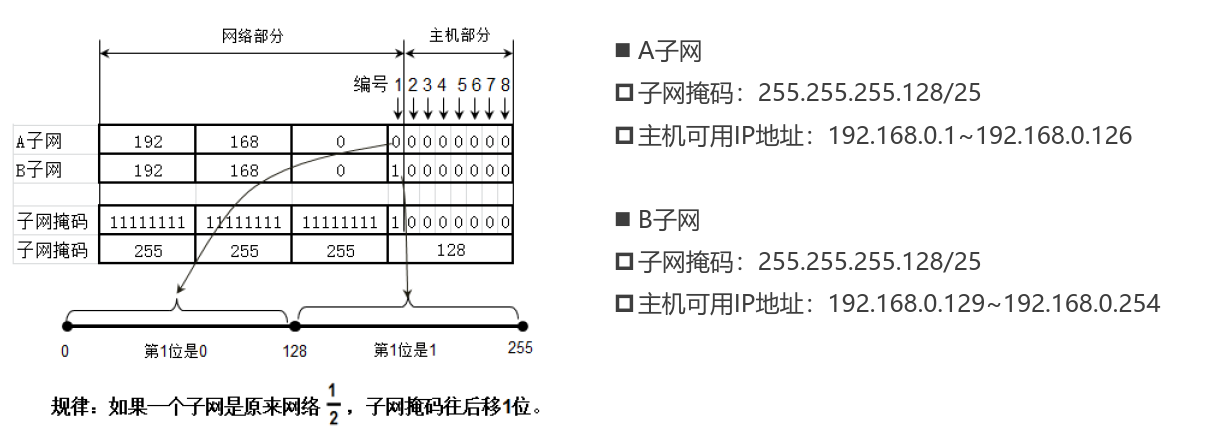 网络部分 主机部分
编号 1 2 3 4 5 6 7 8
A子网 192 168 0 0 0 0 0 0 0 0 0
B子网 192 168 0 1 0 0 0 0 0 0 0
子网掩码 11111111 11111111 11111111 1 0 0 0 0 0 0 0
子网掩码 255 255 255 128
0 第1位是0 128 第1位是1 255
规律：如果一个子网是原来网络 1/2 ，子网掩码往后移1位。
A子网
子网掩码：255.255.255.128/25
主机可用IP地址：192.168.0.1~192.168.0.126
B子网
子网掩码：255.255.255.128/25
主机可用IP地址：192.168.0.129~192.168.0.254